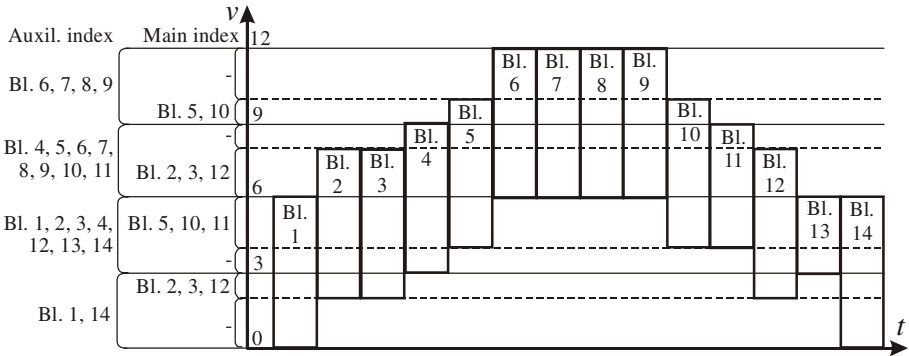 v
Auxil. index
Main index
12
Bl. 6, 7, 8, 9
-
Bl. 5, 10
9
Bl. 4, 5, 6, 7,
8, 9, 10, 11
-
Bl. 2, 3, 12
6
Bl. 1, 2, 3, 4,
12, 13, 14
Bl. 5, 10, 11
-
3
Bl. 2, 3, 12
Bl. 1, 14
-
0
Bl.
1
Bl.
2
Bl.
3
Bl.
4
Bl.
5
Bl.
6
Bl.
7
Bl.
8
Bl.
9
Bl.
10
Bl.
11
Bl.
12
Bl.
13
Bl.
14
t